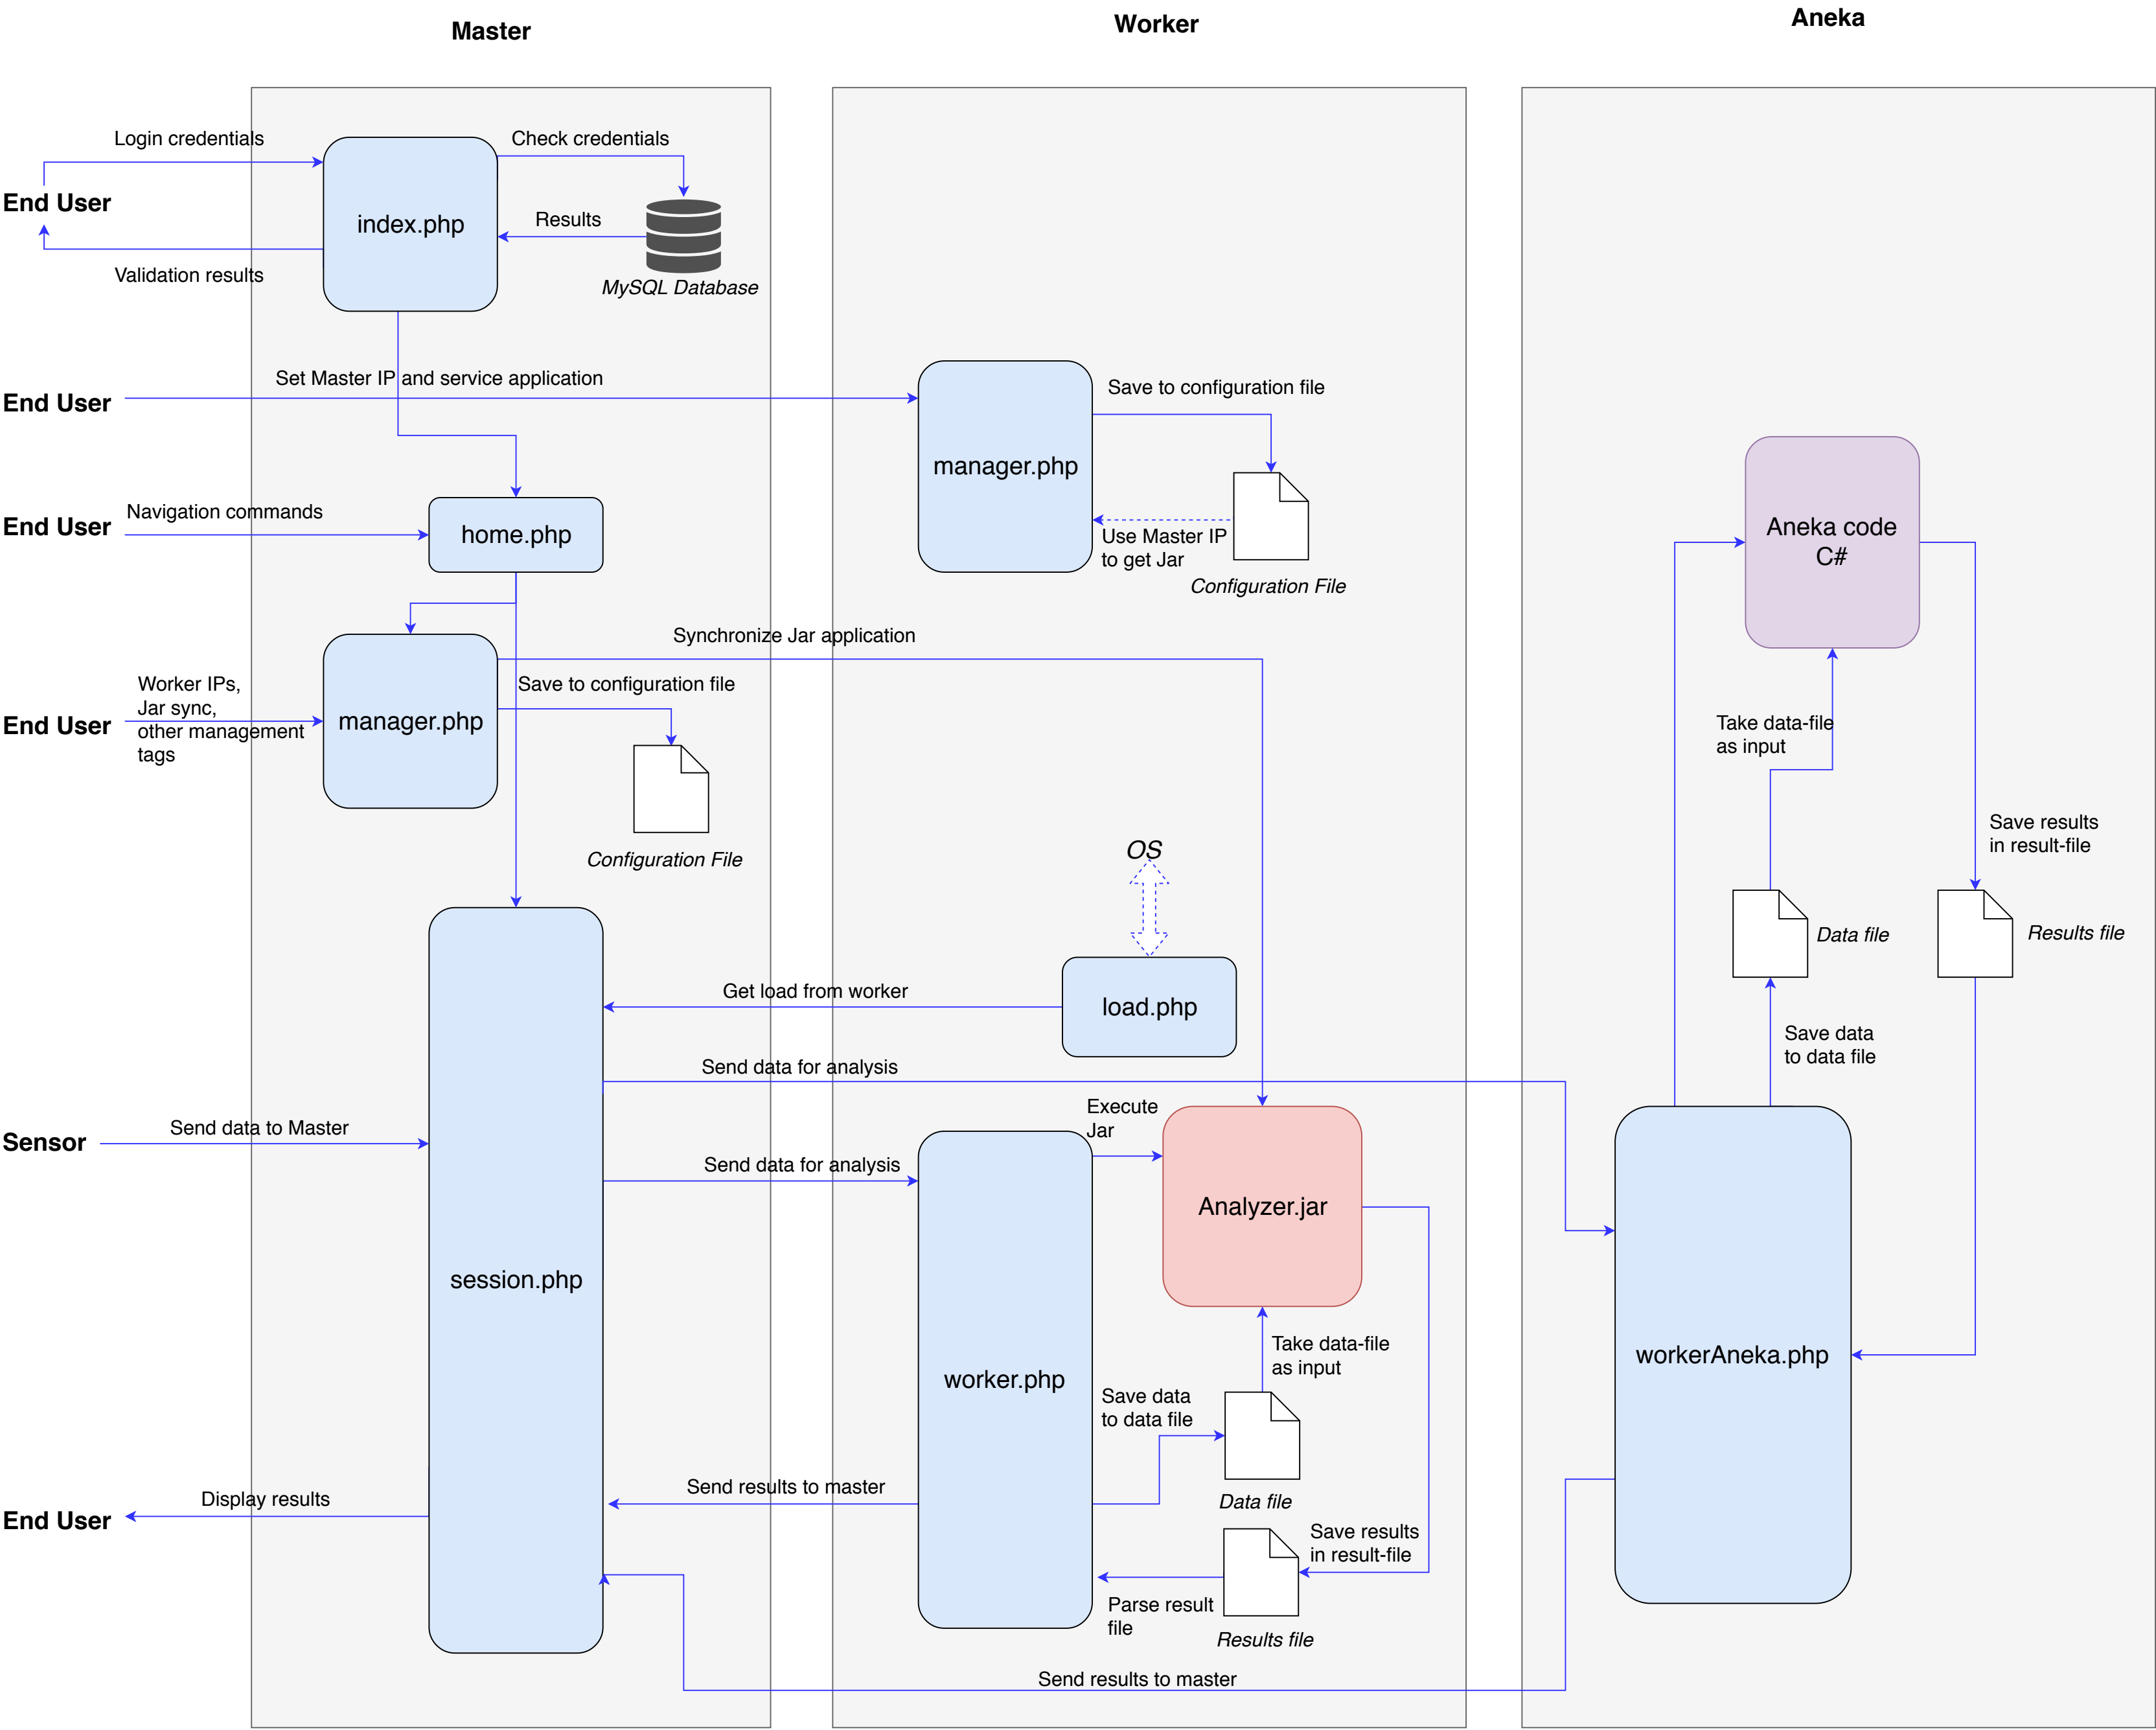 Master
Worker
Aneka
Login credentials
Check credentials
End User
index.php
Results
Validation results
MySQL Database
Set Master IP and service application
End User
manager.php
Save to configuration file
Use Master IP
to get Jar
Configuration File
Navigation commands
End User
home.php
Aneka code
C#
Synchronize Jar application
Worker IPs,
Jar sync,
other management
tags
End User
manager.php
Save to configuration file
Configuration File
Take data-file
as input
Save results
in result-file
OS
Data file
Results file
Get load from worker
load.php
Save data
to data file
Send data for analysis
Execute
Jar
Sensor
Send data to Master
Send data for analysis
Analyzer.jar
session.php
worker.php
workerAneka.php
Take data-file
as input
Save data
to data file
Data file
Send results to master
Display results
End User
Save results
in result-file
Parse result
file
Results file
Send results to master